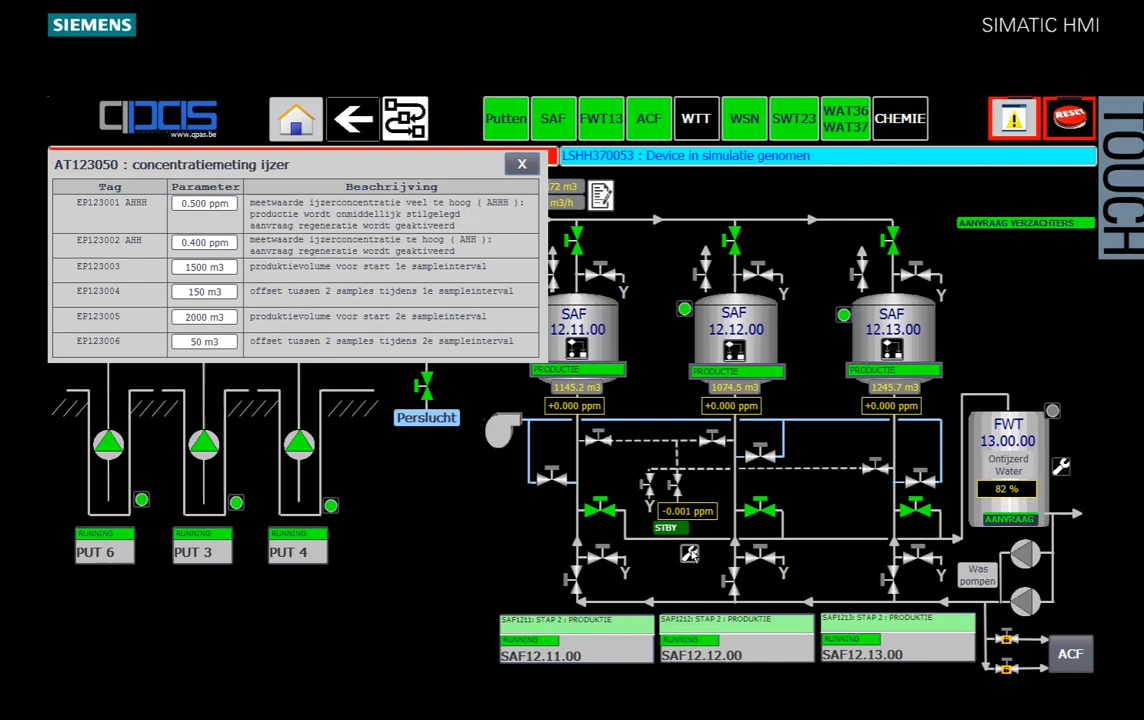 SIEMENS
SIMATIC HMI
qpas
www.qpas.be
Putten
SAF
FWT13
ACF
WTT
WSN
SWT23
WAT36
WAT37
CHEMIE
RESET
TOUCH
AT123050 : concentratiemeting ijzer
X
LSHH370053 : Device in simulatie genomen
Tag
Parameter
Beschrijving
EP123001 AHHH
0.500 ppm
meetwaarde ijzerconcentratie veel te hoog ( AHHH ):
produktie wordt onmiddellijk stilgelegd
aanvraag regeneratie wordt geaktiveerd
EP123002 AHH
0.400 ppm
meetwaarde ijzerconcentratie te hoog ( AHH ):
aanvraag regeneratie wordt geaktiveerd
EP123003
1500 m3
produktievolume voor start 1e sampleinterval
EP123004
150 m3
offset tussen 2 samples tijdens 1e sampleinterval
EP123005
2000 m3
produktievolume voor start 2e sampleinterval
EP123006
50 m3
offset tussen 2 samples tijdens 2e sampleinterval
72 m3
m3/h
AANVRAAG VERZACHTERS
Y
Y
Y
SAF
12.11.00
PRODUCTIE
1145.2 m3
+0.000 ppm
SAF
12.12.00
PRODUCTIE
1074.5 m3
+0.000 ppm
SAF
12.13.00
PRODUCTIE
1245.7 m3
+0.000 ppm
Perslucht
FWT
13.00.00
Ontijzerd
Water
82 %
AANVRAAG
Y
-0.001 ppm
STBY
RUNNING
PUT 6
RUNNING
PUT 3
RUNNING
PUT 4
Y
Y
Y
Was
pompen
SAF1211: STAP 2 : PRODUKTIE
RUNNING
SAF12.11.00
SAF1212: STAP 2 : PRODUKTIE
RUNNING
SAF12.12.00
SAF1213: STAP 2 : PRODUKTIE
RUNNING
SAF12.13.00
ACF